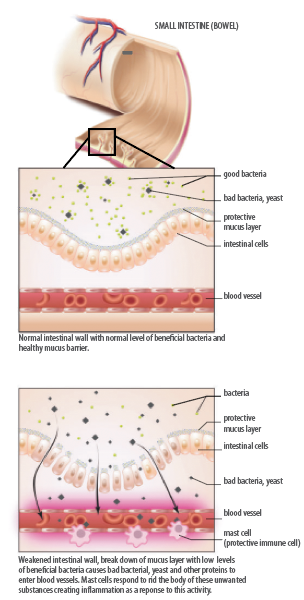 SMALL INTESTINE (BOWEL)
good bacteria
bad bacteria, yeast
protective
mucus layer
intestinal cells
blood vessel
Normal intestinal wall with normal level of beneficial bacteria and
healthy mucus barrier.
bacteria
protective
mucus layer
intestinal cells
bad bacteria, yeast
blood vessel
mast cell
(protective immune cell)
Weakened intestinal wall, break down of mucus layer with low levels
of beneficial bacteria causes bad bacterial, yeast and other proteins to
enter blood vessels. Mast cells respond to rid the body of these unwanted
substances creating inflammation as a reponse to this activity.